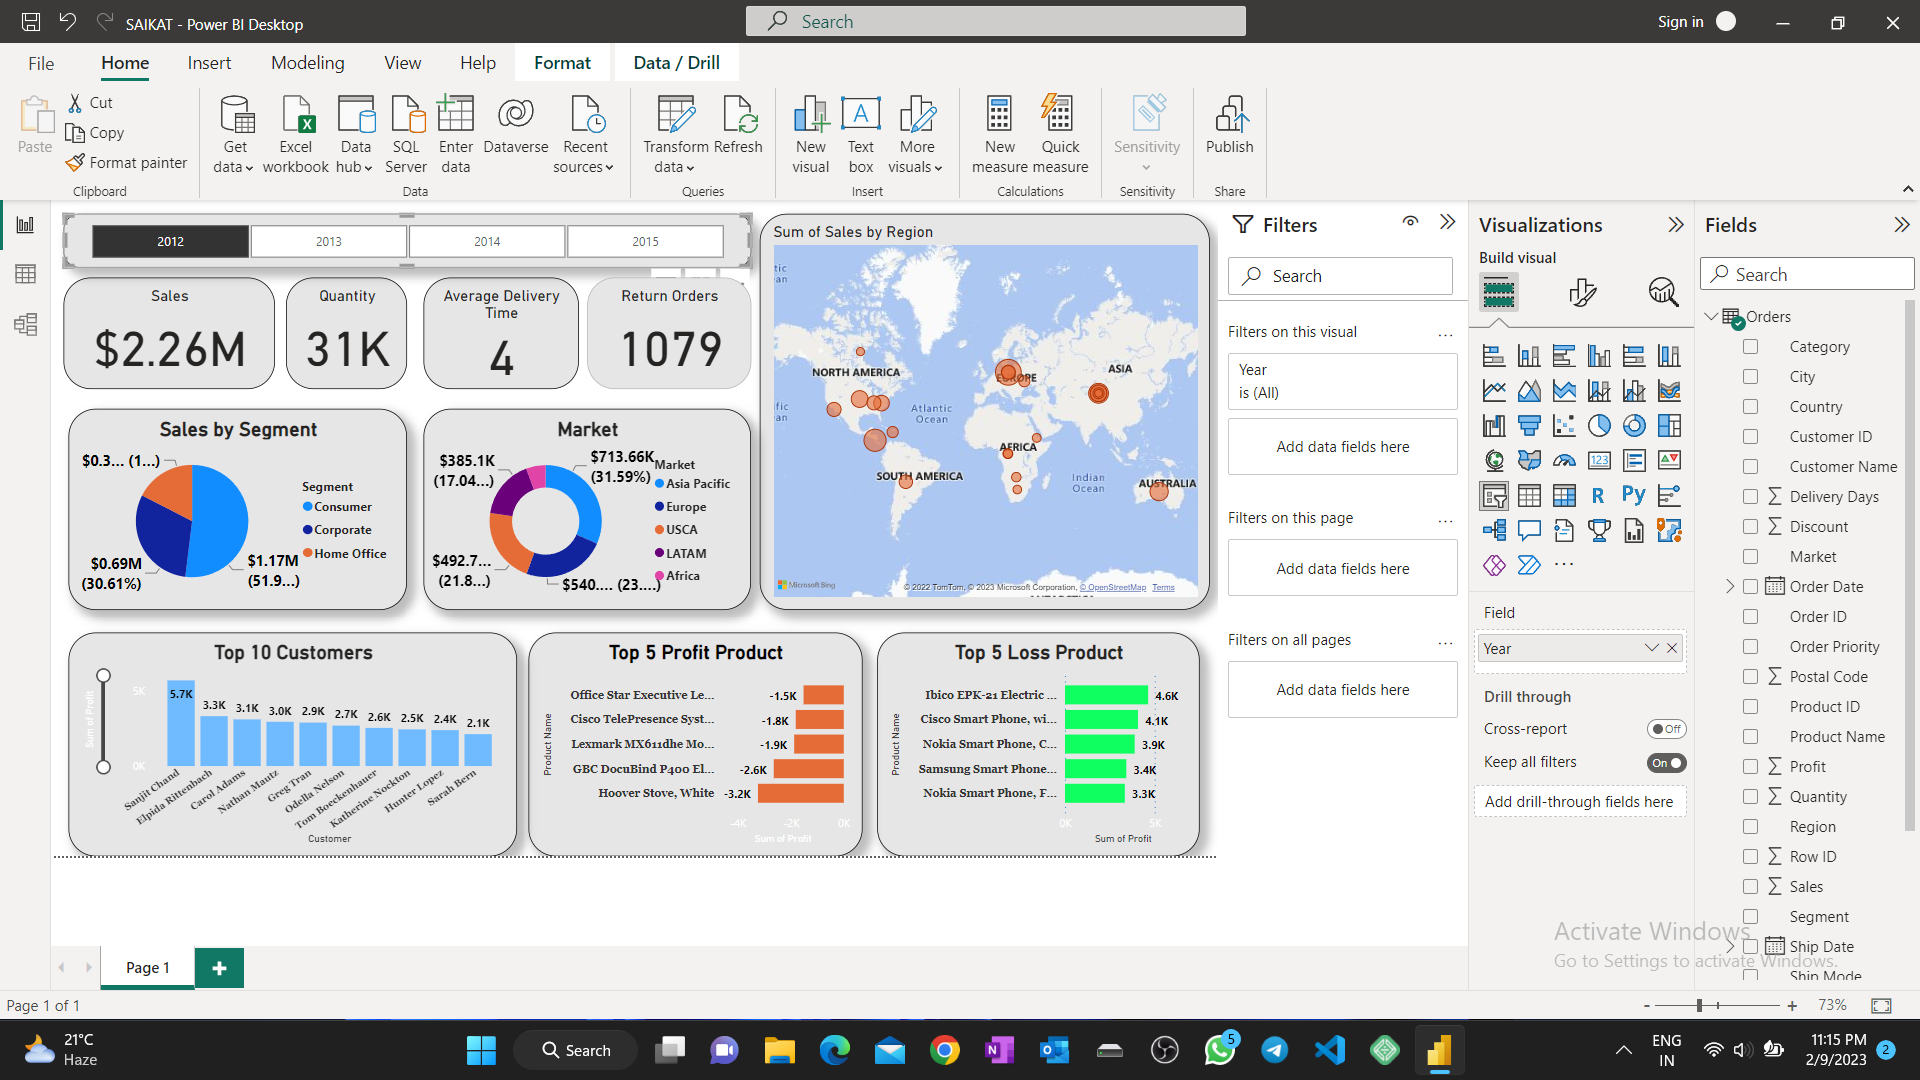 SAIKAT - Power BI Desktop
Search
Sign in
File
Home
Insert
Modeling
View
Help
Format
Data / Drill
Paste
Cut
Copy
Format painter
Clipboard
Get data
Excel workbook
Data hub
SQL Server
Enter data
Dataverse
Recent sources
Data
Transform data
Refresh
Queries
New visual
Text box
More visuals
Insert
New measure
Quick measure
Calculations
Sensitivity
Sensitivity
Publish
Share
2012
2013
2014
2015
Sales
$2.26M
Quantity
31K
Average Delivery Time
4
Return Orders
1079
Sum of Sales by Region
NORTH AMERICA
EUROPE
ASIA
Atlantic Ocean
AFRICA
SOUTH AMERICA
Indian Ocean
AUSTRALIA
Microsoft Bing
© 2022 TomTom, © 2023 Microsoft Corporation, © OpenStreetMap Terms
Sales by Segment
$0.3... (1...)
$0.69M (30.61%)
$1.17M (51.9...)
Segment
Consumer
Corporate
Home Office
Market
$385.1K (17.04...)
$713.66K (31.59%)
$492.7... (21.8...)
$540.... (23....)
Market
Asia Pacific
Europe
USCA
LATAM
Africa
Top 10 Customers
Sum of Profit
5K
0K
5.7K
3.3K
3.1K
3.0K
2.9K
2.7K
2.6K
2.5K
2.4K
2.1K
Sanjit Chand
Elpida Rittenbach
Carol Adams
Nathan Mautz
Greg Tran
Odella Nelson
Tom Boeckenhauer
Katherine Nockton
Hunter Lopez
Sarah Bern
Customer
Top 5 Profit Product
Product Name
Office Star Executive Le... -1.5K
Cisco TelePresence Syst... -1.8K
Lexmark MX611dhe Mo... -1.9K
GBC DocuBind P400 El... -2.6K
Hoover Stove, White -3.2K
-4K -2K 0K
Sum of Profit
Top 5 Loss Product
Product Name
Ibico EPK-21 Electric ... 4.6K
Cisco Smart Phone, wi... 4.1K
Nokia Smart Phone, C... 3.9K
Samsung Smart Phone... 3.4K
Nokia Smart Phone, F... 3.3K
0K 5K
Sum of Profit
Filters
Search
Filters on this visual
...
Year
is (All)
Add data fields here
Filters on this page
...
Add data fields here
Filters on all pages
...
Add data fields here
Visualizations
Build visual
R
Py
123
...
Field
Year
Drill through
Cross-report
Off
Keep all filters
On
Add drill-through fields here
Fields
Search
Orders
Category
City
Country
Customer ID
Customer Name
Delivery Days
Discount
Market
Order Date
Order ID
Order Priority
Postal Code
Product ID
Product Name
Profit
Quantity
Region
Row ID
Sales
Segment
Ship Date
Ship Mode
Activate Windows
Go to Settings to activate Windows.
Page 1
Page 1 of 1
- + 73%
21°C
Haze
Search
5
ENG
IN
11:15 PM
2/9/2023
2